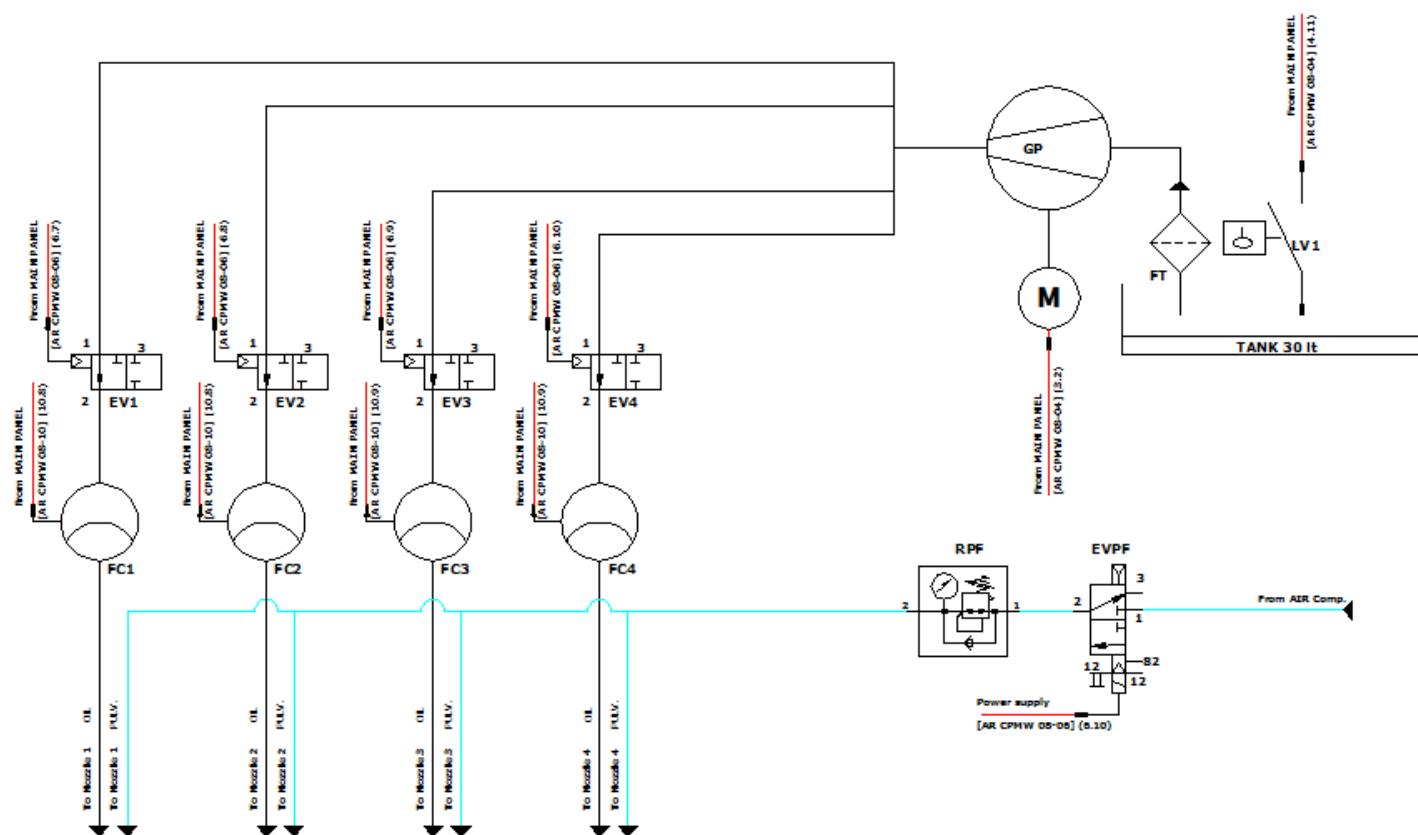 From MAIN PANEL
[AR CPMW 08-04] (4.11)
GP
From MAIN PANEL
[AR CPMW 08-06] (6.7)
From MAIN PANEL
[AR CPMW 08-06] (6.8)
From MAIN PANEL
[AR CPMW 08-06] (6.9)
From MAIN PANEL
[AR CPMW 08-06] (6.10)
LV1
FT
M
TANK 30 lt
1
3
1
3
1
3
1
3
2
EV1
2
EV2
2
EV3
2
EV4
From MAIN PANEL
[AR CPMW 08-10] (10.8)
From MAIN PANEL
[AR CPMW 08-10] (10.8)
From MAIN PANEL
[AR CPMW 08-10] (10.9)
From MAIN PANEL
[AR CPMW 08-10] (10.9)
From MAIN PANEL
[AR CPMW 08-04] (3.2)
FC1
FC2
FC3
FC4
RPF
EVPF
2
1
2
3
1
From AIR Comp.
82
12
12
Power supply
[AR CPMW 08-06] (6.10)
To Nozzle 1 OIL
To Nozzle 1 PULV.
To Nozzle 2 OIL
To Nozzle 2 PULV.
To Nozzle 3 OIL
To Nozzle 3 PULV.
To Nozzle 4 OIL
To Nozzle 4 PULV.